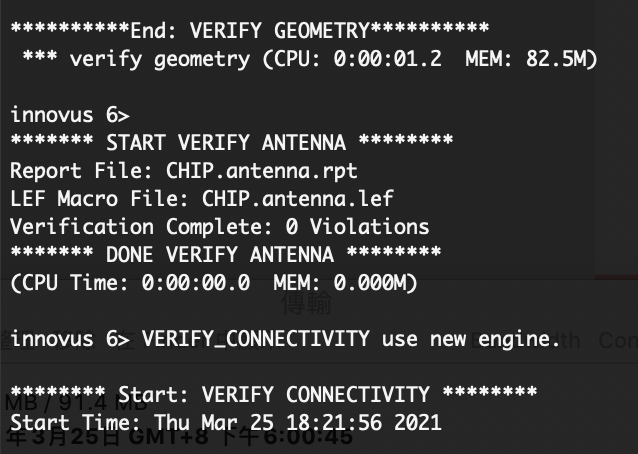 **********End: VERIFY GEOMETRY**********
 *** verify geometry (CPU: 0:00:01.2  MEM: 82.5M)
innovus 6>
******* START VERIFY ANTENNA ********
Report File: CHIP.antenna.rpt
LEF Macro File: CHIP.antenna.lef
Verification Complete: 0 Violations
******* DONE VERIFY ANTENNA ********
(CPU Time: 0:00:00.0  MEM: 0.000M)
傳輸
innovus 6> VERIFY_CONNECTIVITY use new engine.
******** Start: VERIFY CONNECTIVITY ********
MB / 91.4 MB
Start Time: Thu Mar 25 18:21:56 2021
年3月25日 GMT+8 下午6:00:45